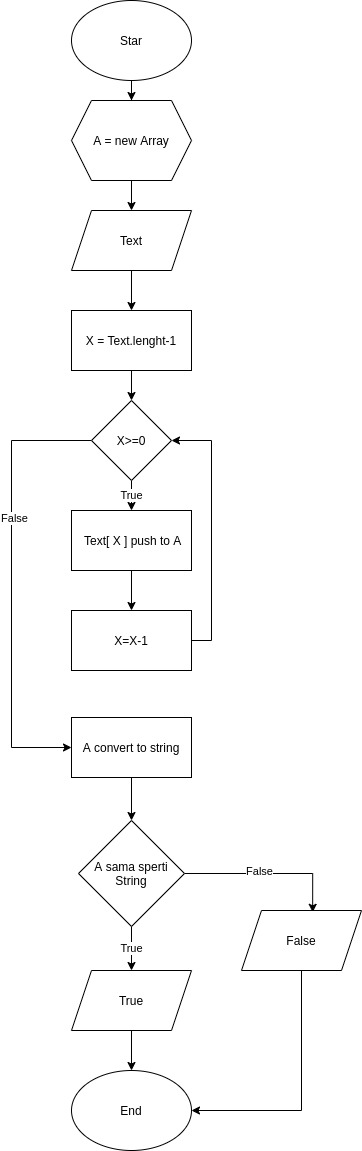 Star
A = new Array
Text
X = Text.lenght-1
X>=0
True
False
Text[ X ] push to A
X=X-1
A convert to string
A sama sperti
String
False
False
True
True
End